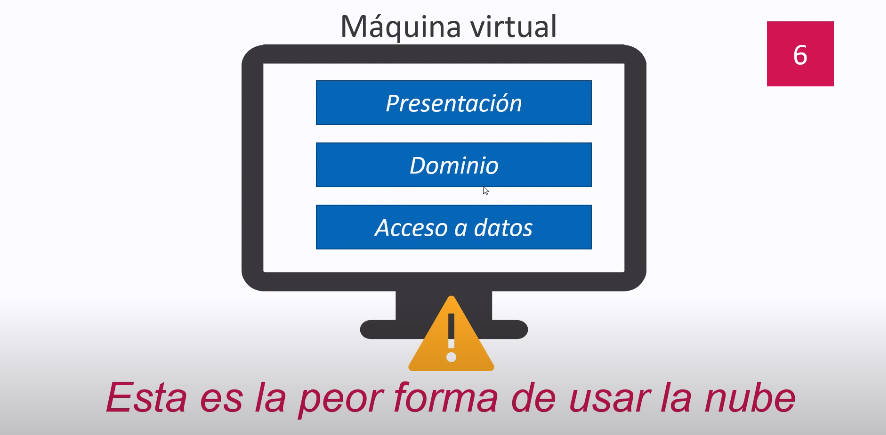 Máquina virtual
6
Presentación
Dominio
Acceso a datos
Esta es la peor forma de usar la nube